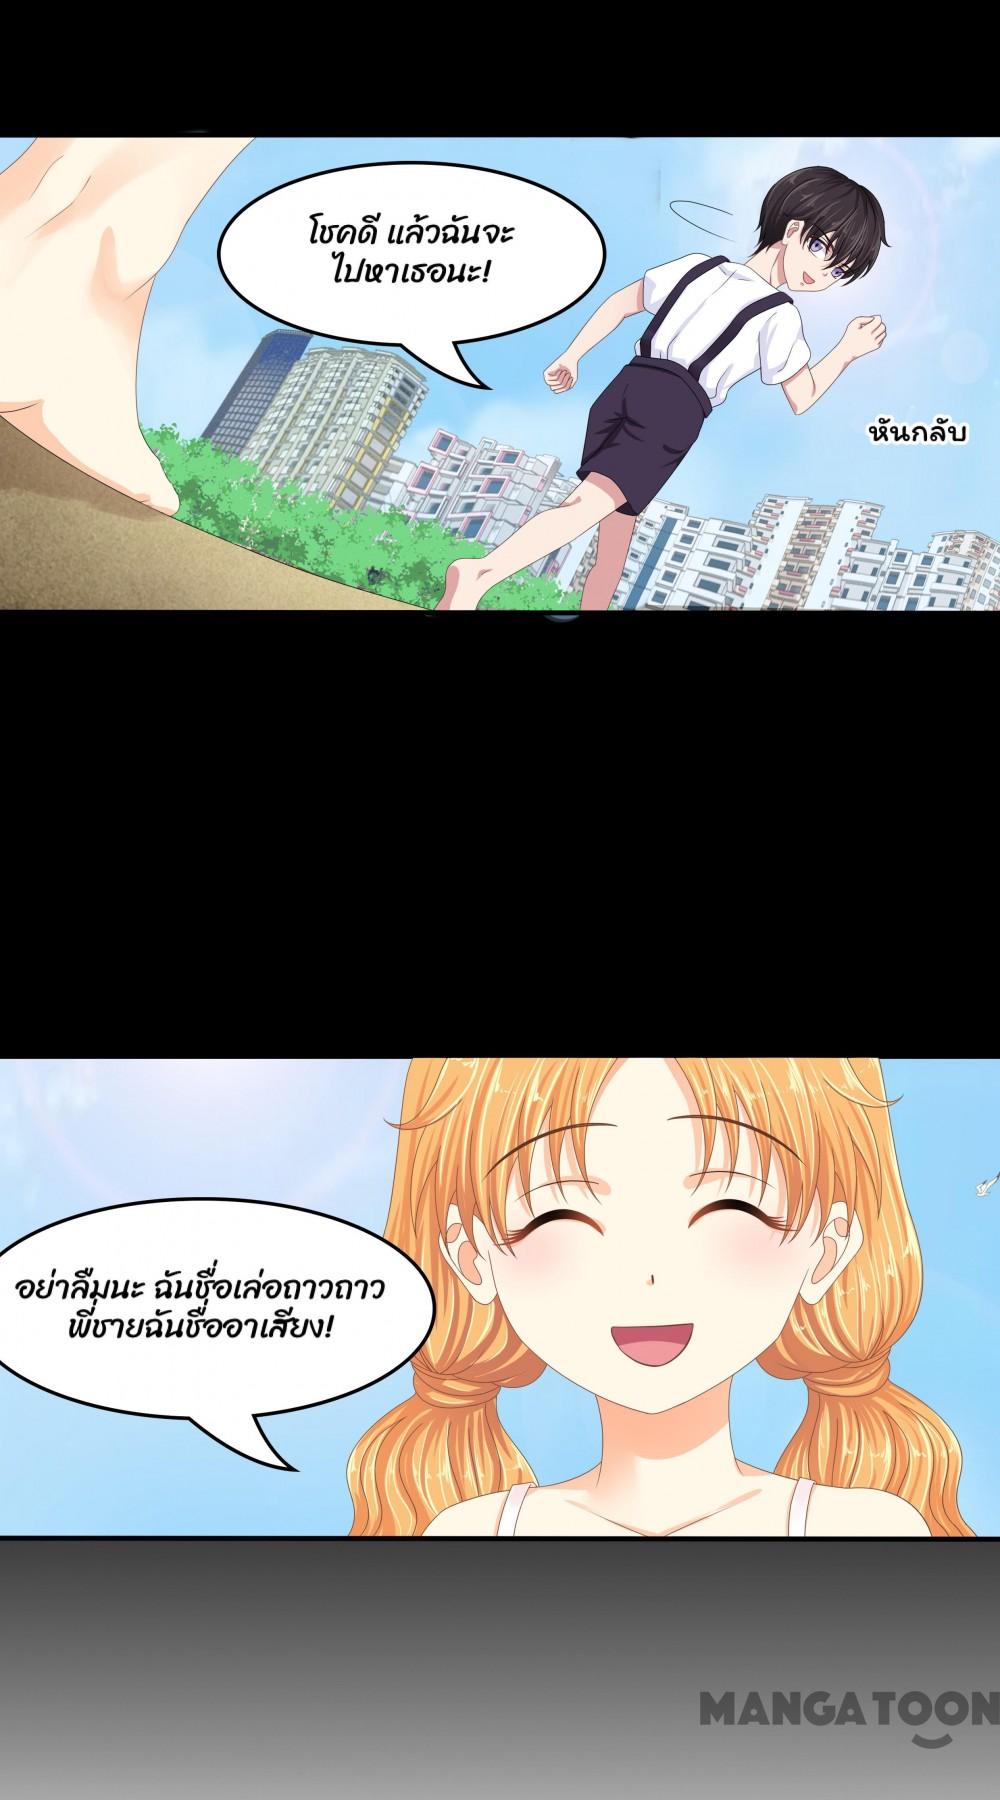 โชคดี แล้วฉันจะ
ไปหาเธอนะ!
หันกลับ
อย่าลืมนะ ฉันชื่อเล่อถาวถาว
พี่ชายฉันชื่ออาเสียง!
MANGATOON